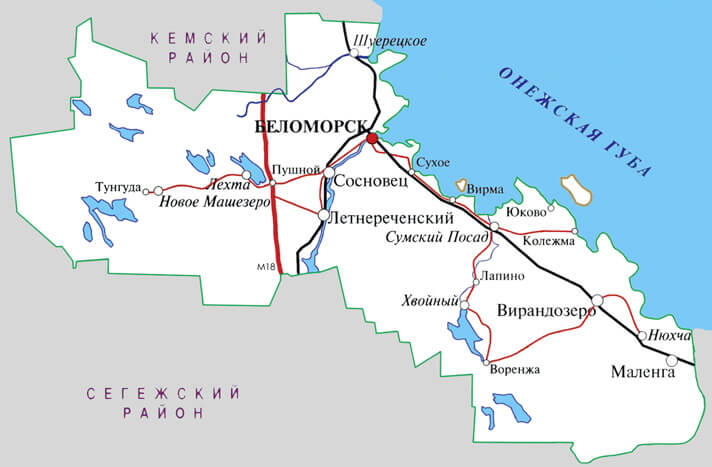 КЕМСКИЙ
РАЙОН
Шуерецкое
ОНЕЖСКАЯ ГУБА
БЕЛОМОРСК
Сухое
Пушной
Сосновец
Лехта
Тунгуда
Новое Машезеро
Вирма
Юково
Летнереченский
Сумский Посад
Колежма
М18
Лапино
Хвойный
Вирандозеро
Нюхча
Воренжа
Маленга
СЕГЕЖСКИЙ
РАЙОН